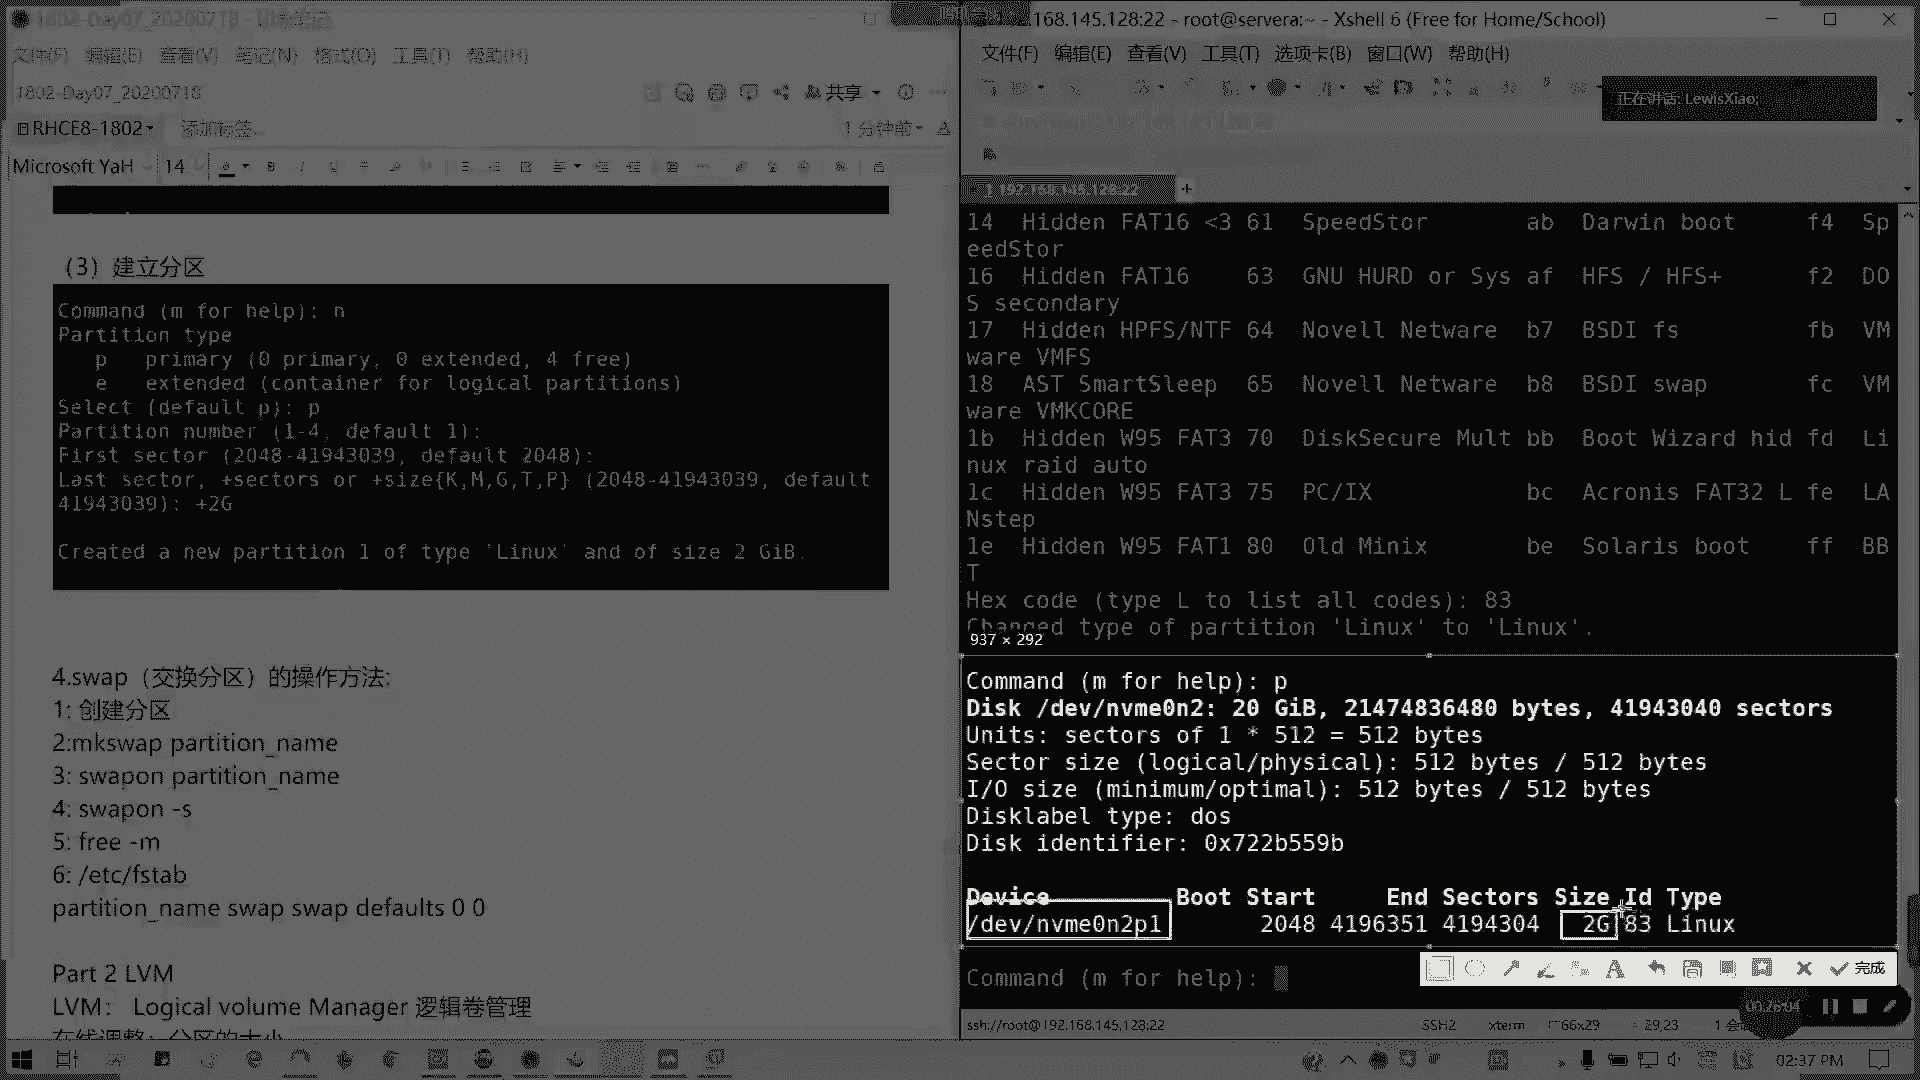 1802-Day07_20200718
文件(F) 编辑(E) 查看(V) 笔记(N) 格式(O) 工具(T) 帮助(H)
1802-Day07_20200718
共享
RHCE8-1802
添加标签...
1 分钟前
Microsoft YaH
14
(3) 建立分区
Command (m for help): n
Partition type
p primary (0 primary, 0 extended, 4 free)
e extended (container for logical partitions)
Select (default p): p
Partition number (1-4, default 1):
First sector (2048-41943039, default 2048):
Last sector, +sectors or +size{K,M,G,T,P} (2048-41943039, default
41943039): +2G
Created a new partition 1 of type 'Linux' and of size 2 GiB.
4.swap（交换分区）的操作方法:
1: 创建分区
2:mkswap partition_name
3: swapon partition_name
4: swapon -s
5: free -m
6: /etc/fstab
partition_name swap swap defaults 0 0
Part 2 LVM
LVM： Logical volume Manager 逻辑卷管理
在线调整：分区的大小
.168.145.128:22 - root@servera:~ - Xshell 6 (Free for Home/School)
文件(F) 编辑(E) 查看(V) 工具(T) 选项卡(B) 窗口(W) 帮助(H)
正在讲话: LewisXiao;
1 192.168.145.128:22
14 Hidden FAT16 <3 61 SpeedStor ab Darwin boot f4 Sp
eedStor
16 Hidden FAT16 63 GNU HURD or Sys af HFS / HFS+ f2 DO
S secondary
17 Hidden HPFS/NTF 64 Novell Netware b7 BSDI fs fb VM
ware VMFS
18 AST SmartSleep 65 Novell Netware b8 BSDI swap fc VM
ware VMKCORE
1b Hidden W95 FAT3 70 DiskSecure Mult bb Boot Wizard hid fd Li
nux raid auto
1c Hidden W95 FAT3 75 PC/IX bc Acronis FAT32 L fe LA
Nstep
1e Hidden W95 FAT1 80 Old Minix be Solaris boot ff BB
T
Hex code (type L to list all codes): 83
Changed type of partition 'Linux' to 'Linux'.
937 × 292
Command (m for help): p
Disk /dev/nvme0n2: 20 GiB, 21474836480 bytes, 41943040 sectors
Units: sectors of 1 * 512 = 512 bytes
Sector size (logical/physical): 512 bytes / 512 bytes
I/O size (minimum/optimal): 512 bytes / 512 bytes
Disklabel type: dos
Disk identifier: 0x722b559b
Device Boot Start End Sectors Size Id Type
/dev/nvme0n2p1 2048 4196351 4194304 2G 83 Linux
完成
Command (m for help):
00:26:04
ssh://root@192.168.145.128:22
SSH2
xterm
66x29
29,23
02:37 PM